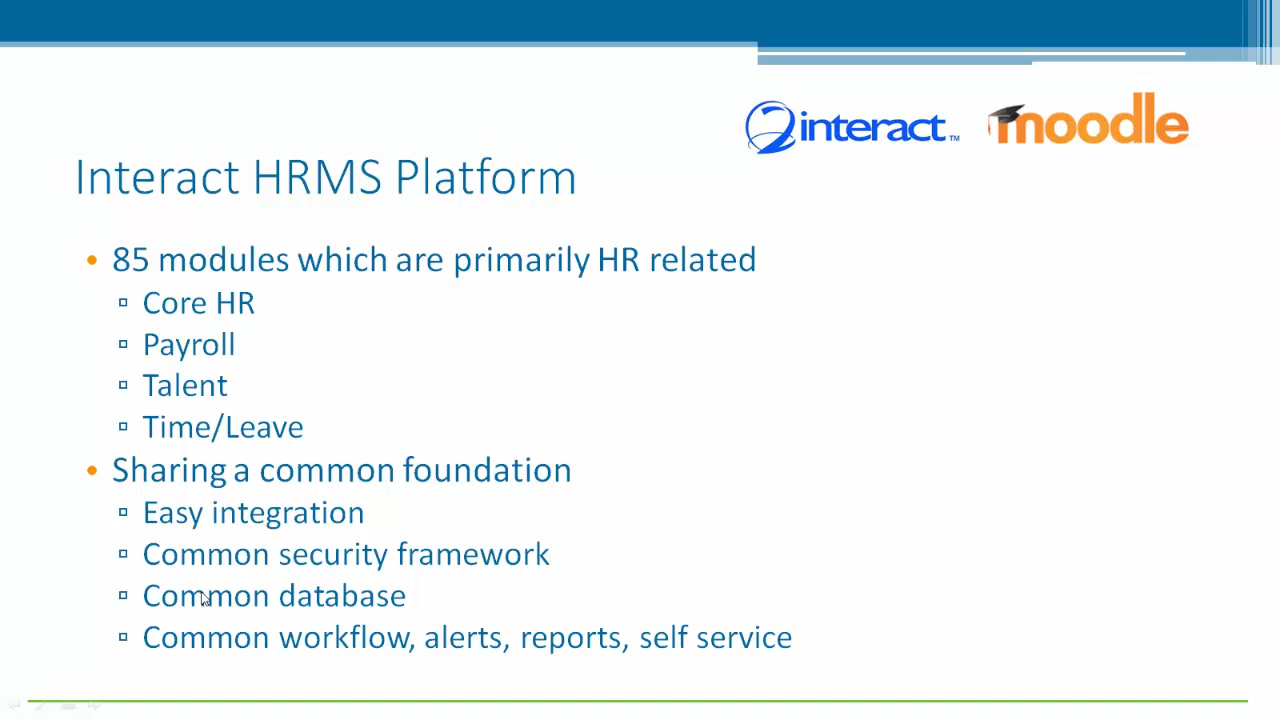 interact™ moodle
Interact HRMS Platform
• 85 modules which are primarily HR related
▫ Core HR
▫ Payroll
▫ Talent
▫ Time/Leave
• Sharing a common foundation
▫ Easy integration
▫ Common security framework
▫ Common database
▫ Common workflow, alerts, reports, self service